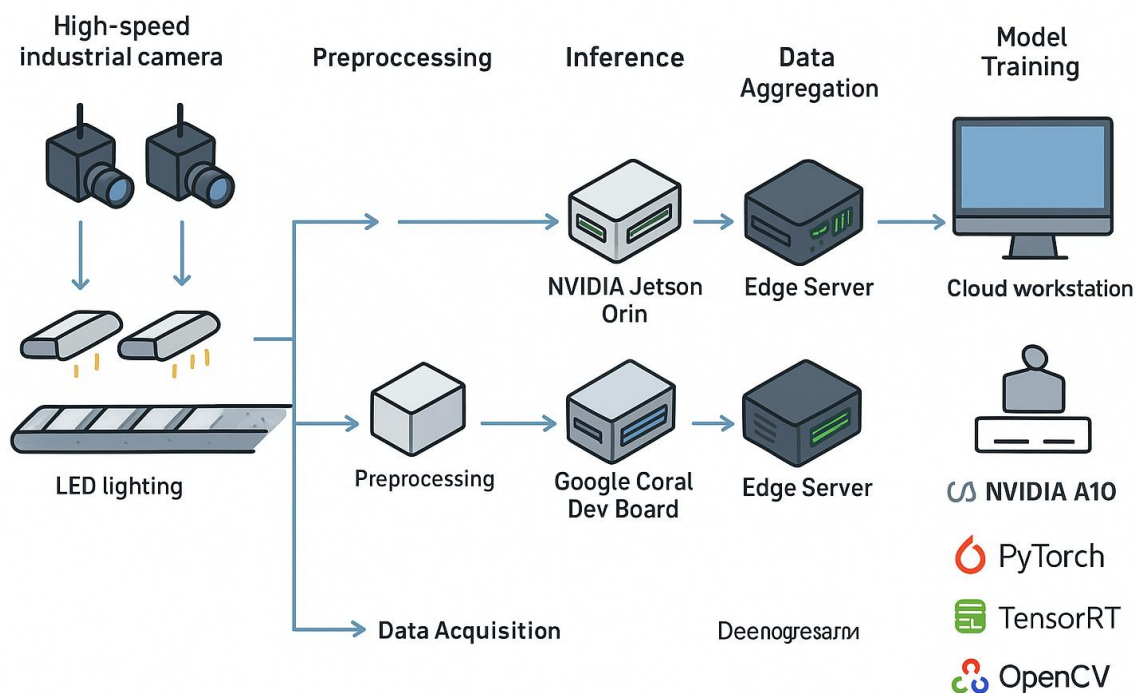 High-speed
industrial camera
Preproccessing
Inference
Data
Aggregation
Model
Training
NVIDIA Jetson
Orin
Edge Server
Cloud workstation
LED lighting
Preprocessing
Google Coral
Dev Board
Edge Server
NVIDIA A10
PyTorch
TensorRT
OpenCV
Data Acquisition